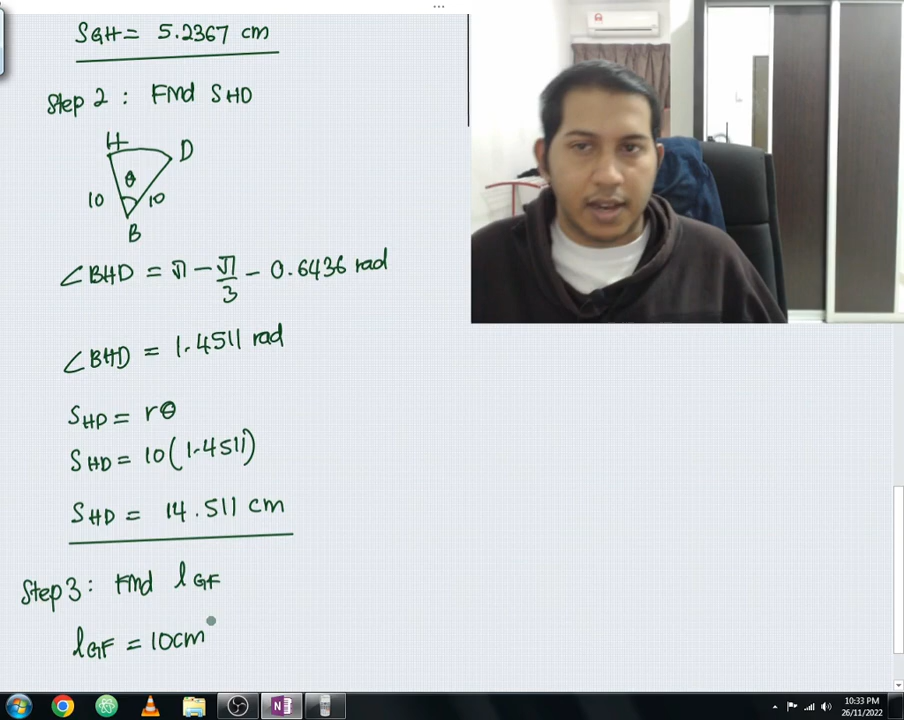 SGH = 5.2367 cm
Step 2 : Find SHD
H
D
θ
10
10
B
∠BHD = π - π/3 - 0.6436 rad
∠BHD = 1.4511 rad
SHD = rθ
SHD = 10(1.4511)
SHD = 14.511 cm
Step 3 : Find lGF
lGF = 10cm
10:33 PM
26/11/2022